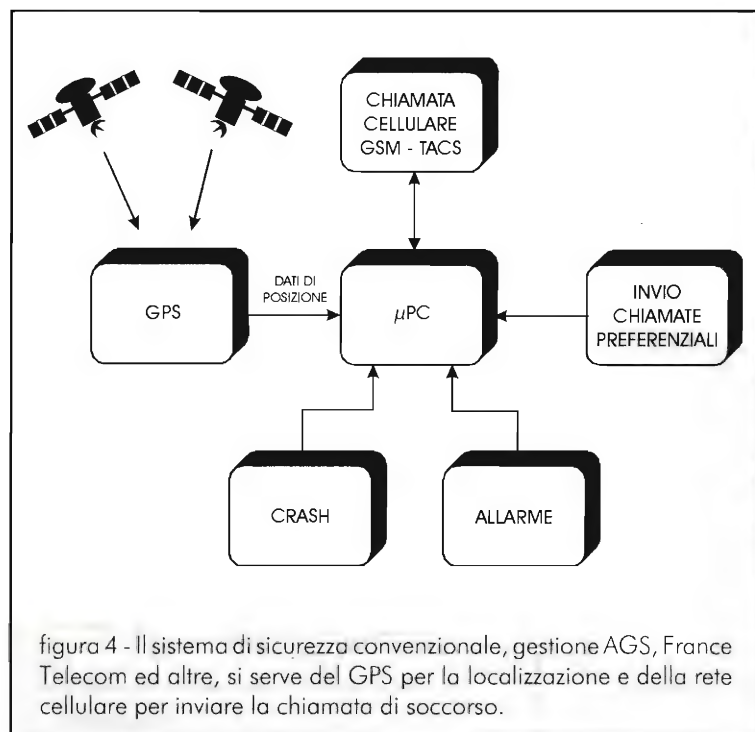 CHIAMATA
CELLULARE
GSM - TACS
GPS
DATI DI
POSIZIONE
μPC
INVIO
CHIAMATE
PREFERENZIALI
CRASH
ALLARME
figura 4 - Il sistema di sicurezza convenzionale, gestione AGS, France
Telecom ed altre, si serve del GPS per la localizzazione e della rete
cellulare per inviare la chiamata di soccorso.